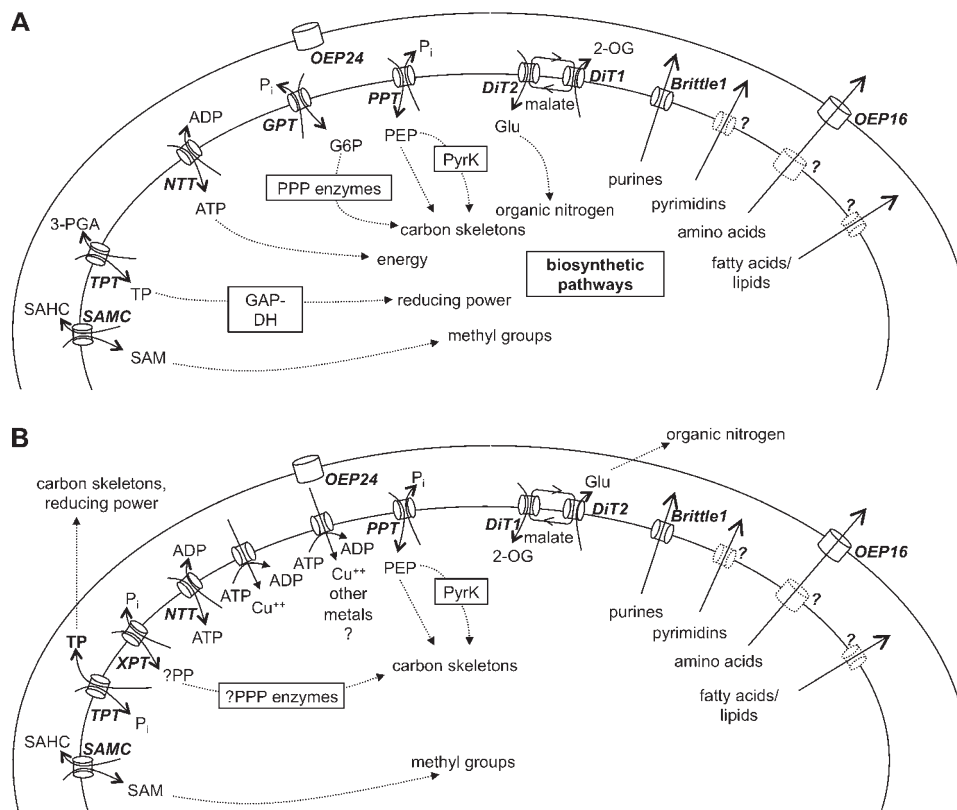 A
OEP24
Pi
PPT
Pi
GPT
ADP
NTT
ATP
G6P
PEP
PyrK
PPP enzymes
2-OG
DiT2
DiT1
malate
Glu
Brittle1
?
OEP16
?
?
purines
pyrimidins
amino acids
fatty acids/
lipids
organic nitrogen
carbon skeletons
energy
biosynthetic
pathways
3-PGA
TPT
TP
GAP-
DH
reducing power
SAHC
SAMC
SAM
methyl groups
B
organic nitrogen
carbon skeletons,
reducing power
OEP24
Pi
PPT
ADP
ATP
Cu++
other
metals
?
ADP
ATP
Cu++
ADP
NTT
ATP
PEP
PyrK
Glu
DiT1
DiT2
malate
2-OG
Brittle1
?
OEP16
?
?
purines
pyrimidins
amino acids
fatty acids/
lipids
carbon skeletons
Pi
XPT
?PP
?PPP enzymes
TP
TPT
Pi
SAHC
SAMC
SAM
methyl groups